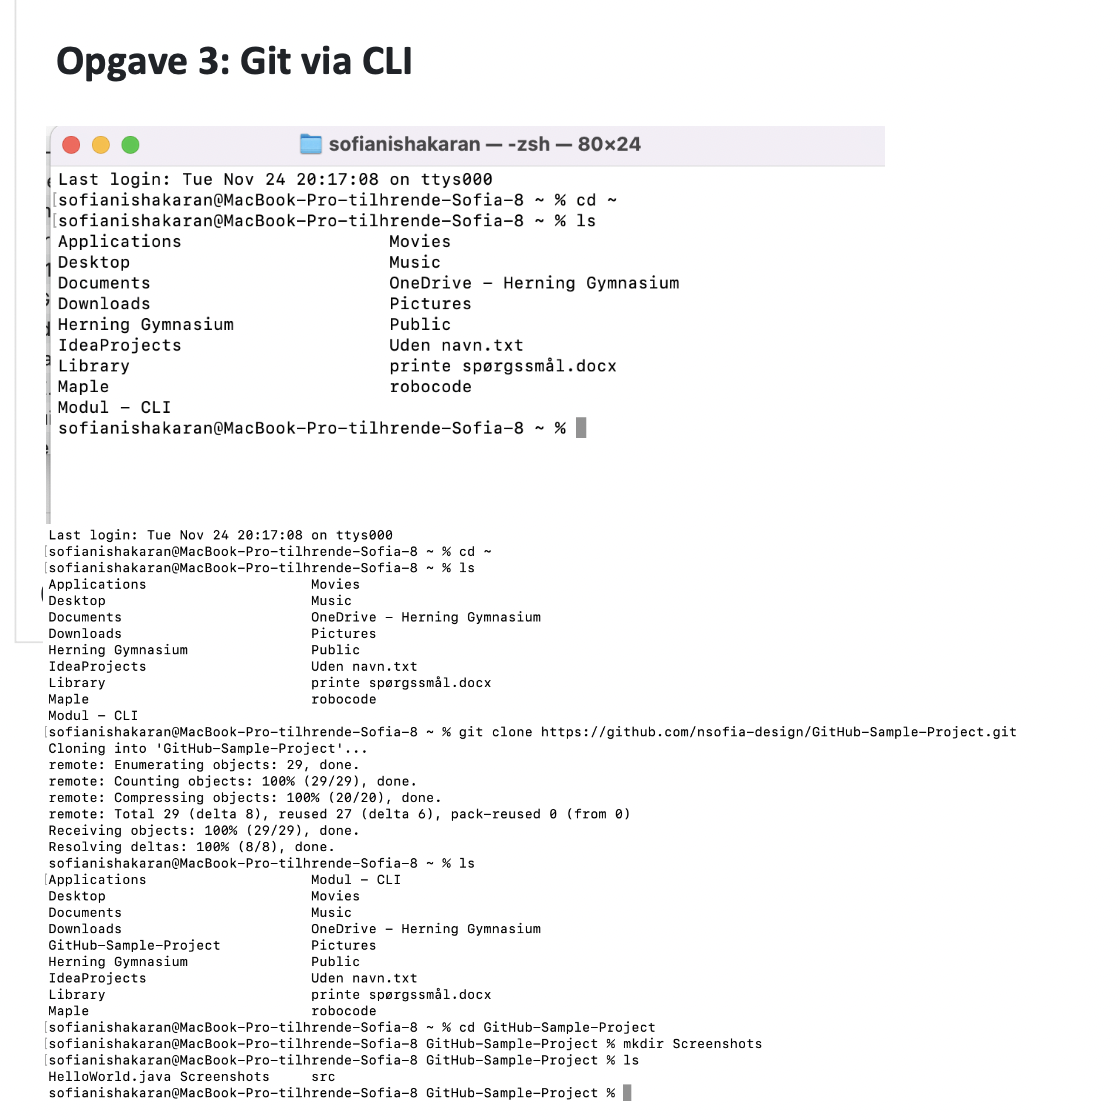 Opgave 3: Git via CLI
sofianishakaran — -zsh — 80×24
Last login: Tue Nov 24 20:17:08 on ttys000
[sofianishakaran@MacBook-Pro-tilhrende-Sofia-8 ~ % cd ~
[sofianishakaran@MacBook-Pro-tilhrende-Sofia-8 ~ % ls
Applications Movies
Desktop Music
Documents OneDrive - Herning Gymnasium
Downloads Pictures
Herning Gymnasium Public
IdeaProjects Uden navn.txt
Library printe spørgssmål.docx
Maple robocode
Modul - CLI
sofianishakaran@MacBook-Pro-tilhrende-Sofia-8 ~ %
Last login: Tue Nov 24 20:17:08 on ttys000
[sofianishakaran@MacBook-Pro-tilhrende-Sofia-8 ~ % cd ~
[sofianishakaran@MacBook-Pro-tilhrende-Sofia-8 ~ % ls
Applications Movies
Desktop Music
Documents OneDrive - Herning Gymnasium
Downloads Pictures
Herning Gymnasium Public
IdeaProjects Uden navn.txt
Library printe spørgssmål.docx
Maple robocode
Modul - CLI
[sofianishakaran@MacBook-Pro-tilhrende-Sofia-8 ~ % git clone https://github.com/nsofia-design/GitHub-Sample-Project.git
Cloning into 'GitHub-Sample-Project'...
remote: Enumerating objects: 29, done.
remote: Counting objects: 100% (29/29), done.
remote: Compressing objects: 100% (20/20), done.
remote: Total 29 (delta 8), reused 27 (delta 6), pack-reused 0 (from 0)
Receiving objects: 100% (29/29), done.
Resolving deltas: 100% (8/8), done.
sofianishakaran@MacBook-Pro-tilhrende-Sofia-8 ~ % ls
[Applications Modul - CLI
Desktop Movies
Documents Music
Downloads OneDrive - Herning Gymnasium
GitHub-Sample-Project Pictures
Herning Gymnasium Public
IdeaProjects Uden navn.txt
Library printe spørgssmål.docx
Maple robocode
[sofianishakaran@MacBook-Pro-tilhrende-Sofia-8 ~ % cd GitHub-Sample-Project
[sofianishakaran@MacBook-Pro-tilhrende-Sofia-8 GitHub-Sample-Project % mkdir Screenshots
[sofianishakaran@MacBook-Pro-tilhrende-Sofia-8 GitHub-Sample-Project % ls
HelloWorld.java Screenshots src
sofianishakaran@MacBook-Pro-tilhrende-Sofia-8 GitHub-Sample-Project %